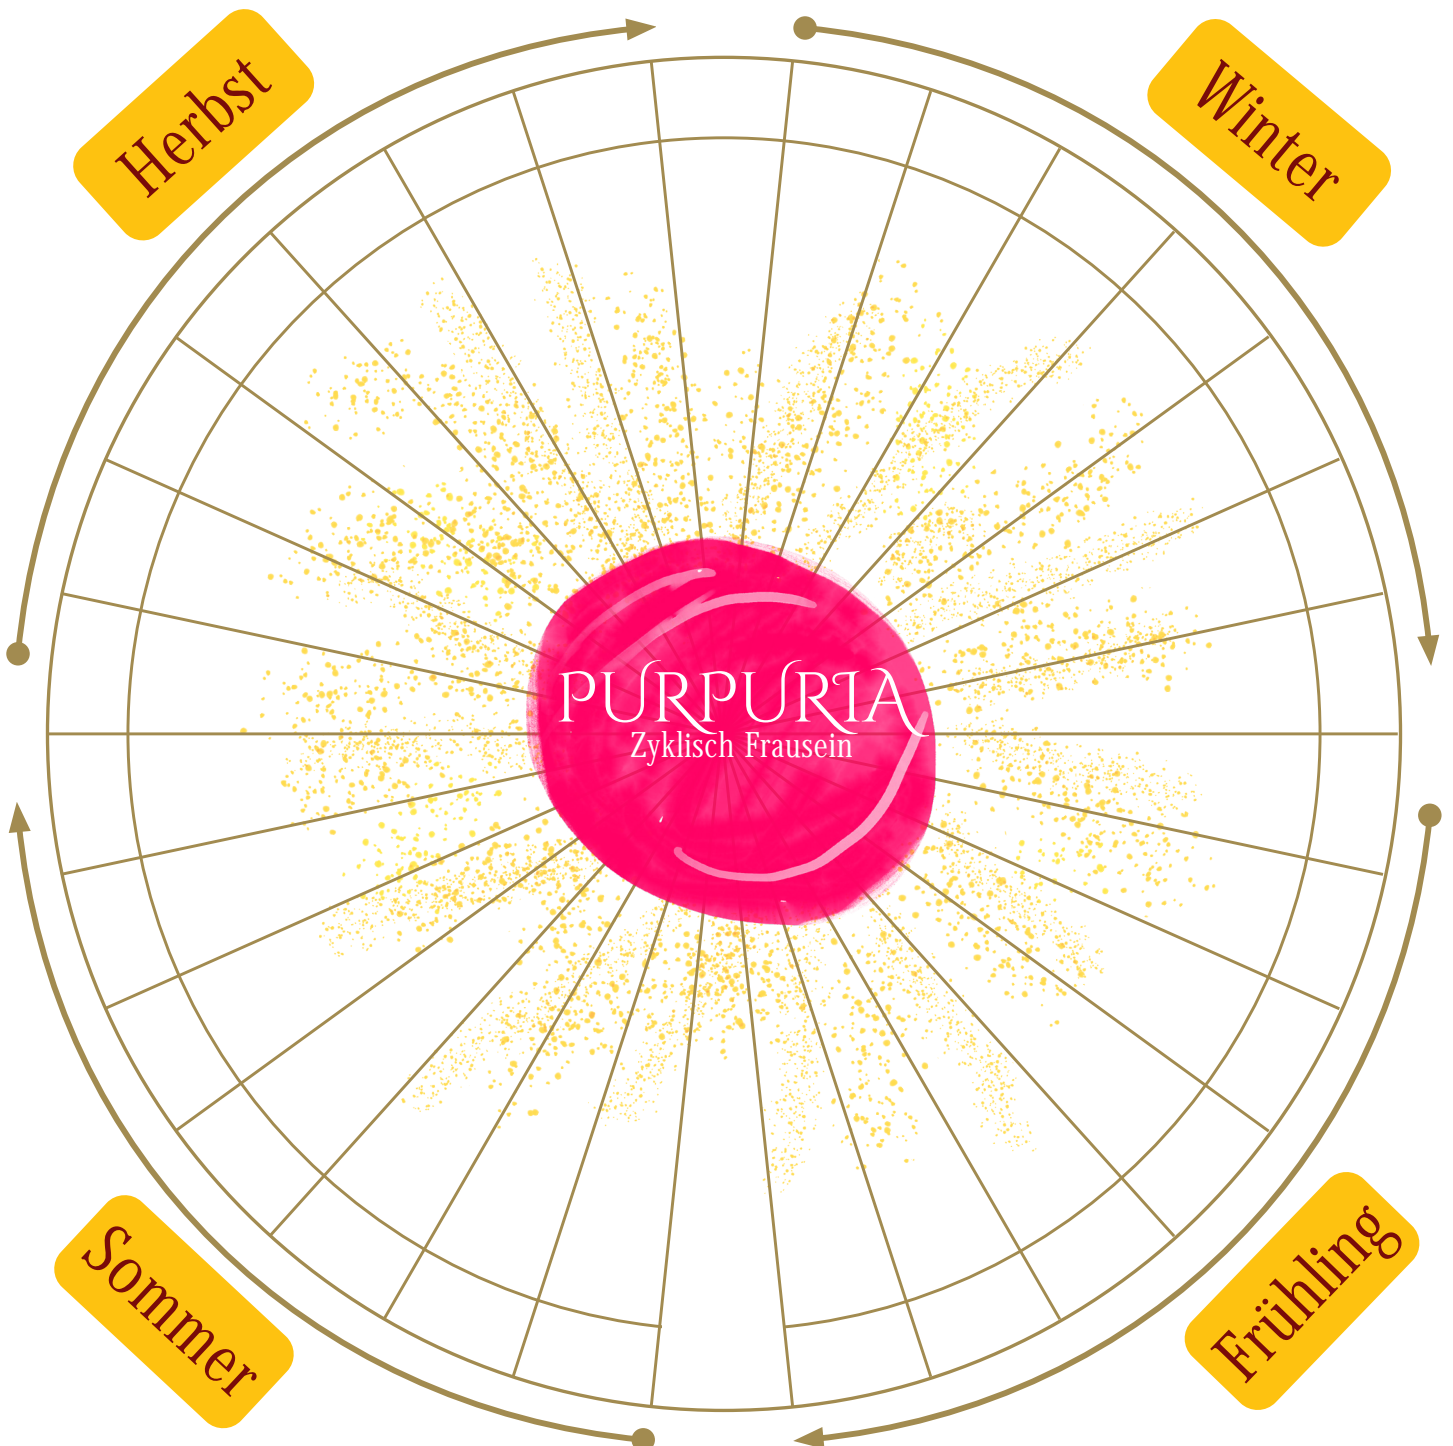 Herbst
Winter
PURPURIA
Zyklisch Frausein
Sommer
Frühling